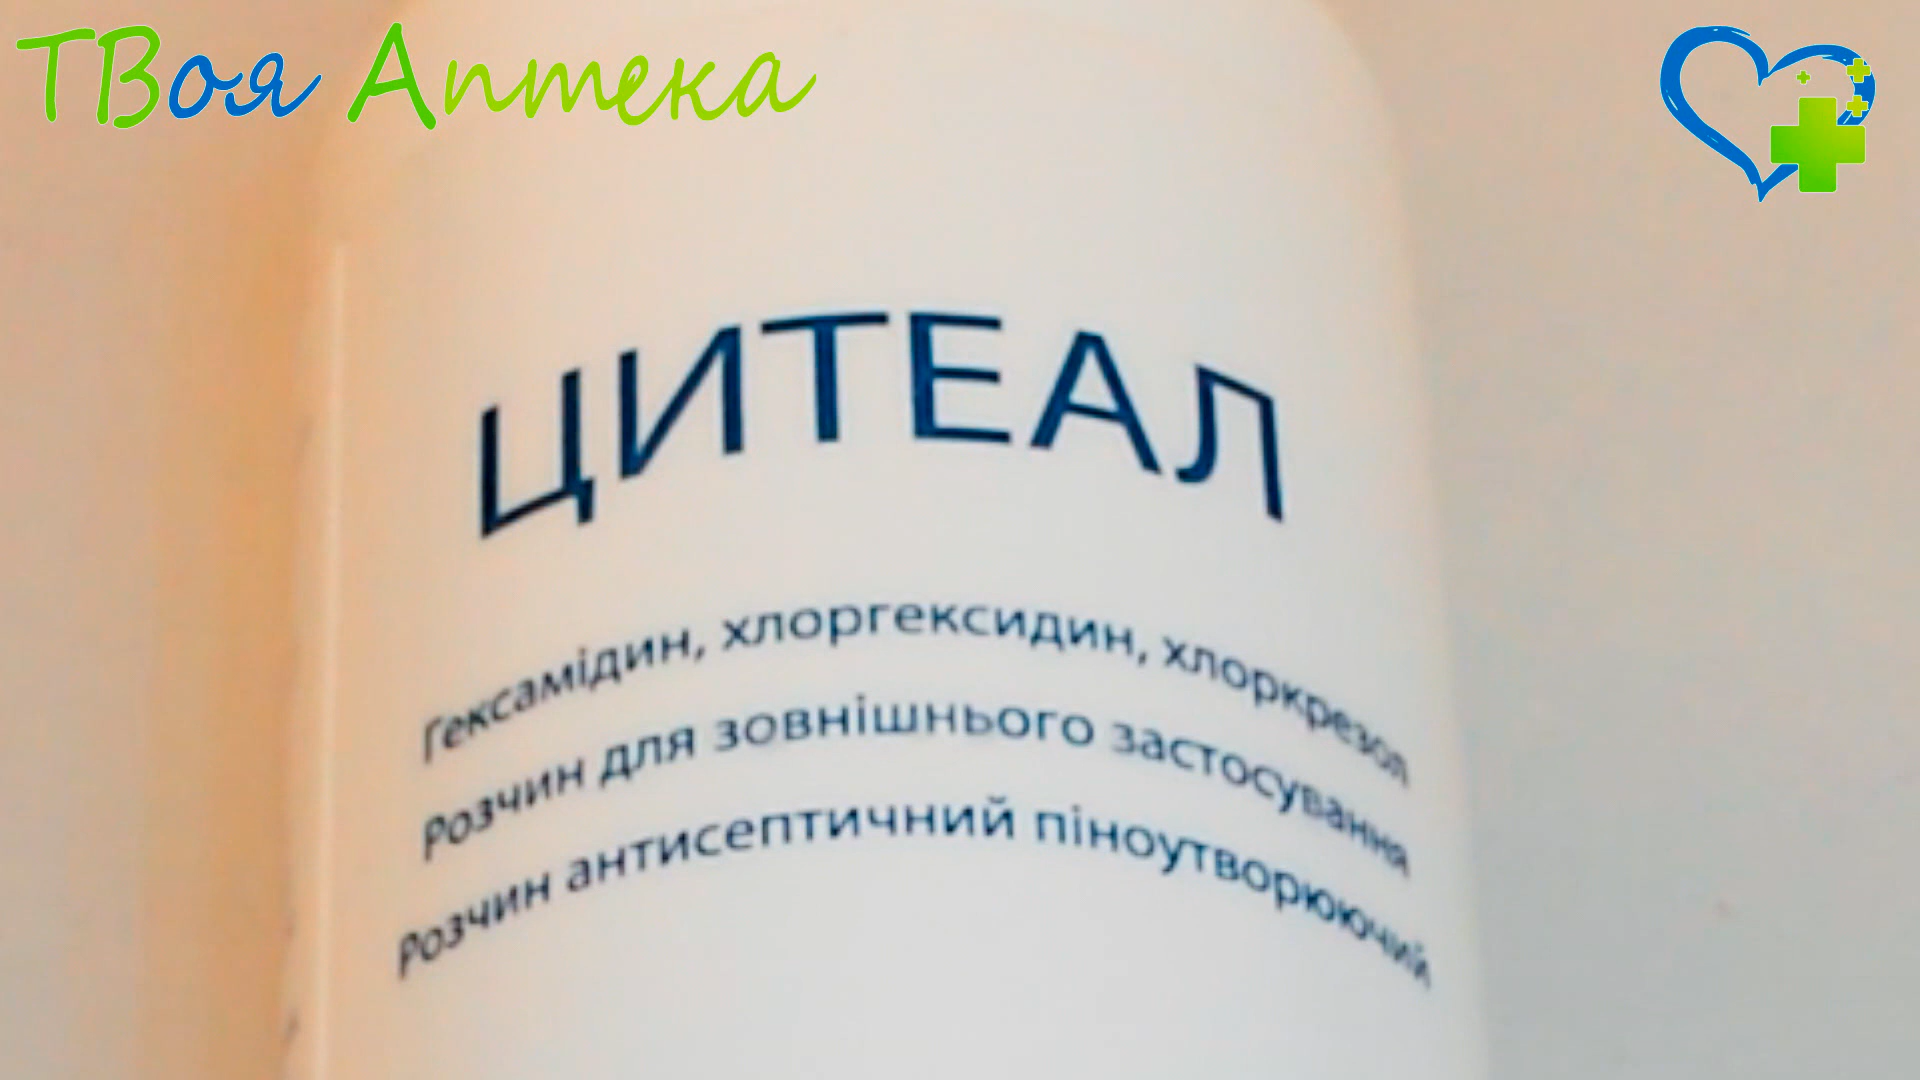 ТВоя Аптека
ЦИТЕАЛ
Гексамідин, хлоргексидин, хлоркрезол
Розчин для зовнішнього застосування
Розчин антисептичний піноутворюючий